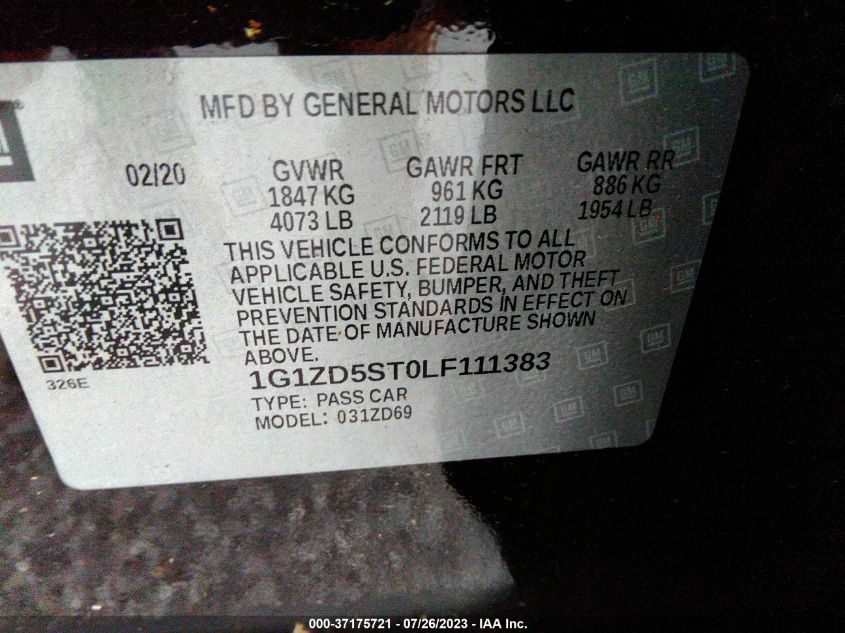 MFD BY GENERAL MOTORS LLC
02/20 GVWR GAWR FRT GAWR RR
1847 KG 961 KG 886 KG
4073 LB 2119 LB 1954 LB
THIS VEHICLE CONFORMS TO ALL
APPLICABLE U.S. FEDERAL MOTOR
VEHICLE SAFETY, BUMPER, AND THEFT
PREVENTION STANDARDS IN EFFECT ON
THE DATE OF MANUFACTURE SHOWN
ABOVE.
326E
1G1ZD5ST0LF111383
TYPE: PASS CAR
MODEL: 031ZD69
000-37175721 - 07/26/2023 - IAA Inc.